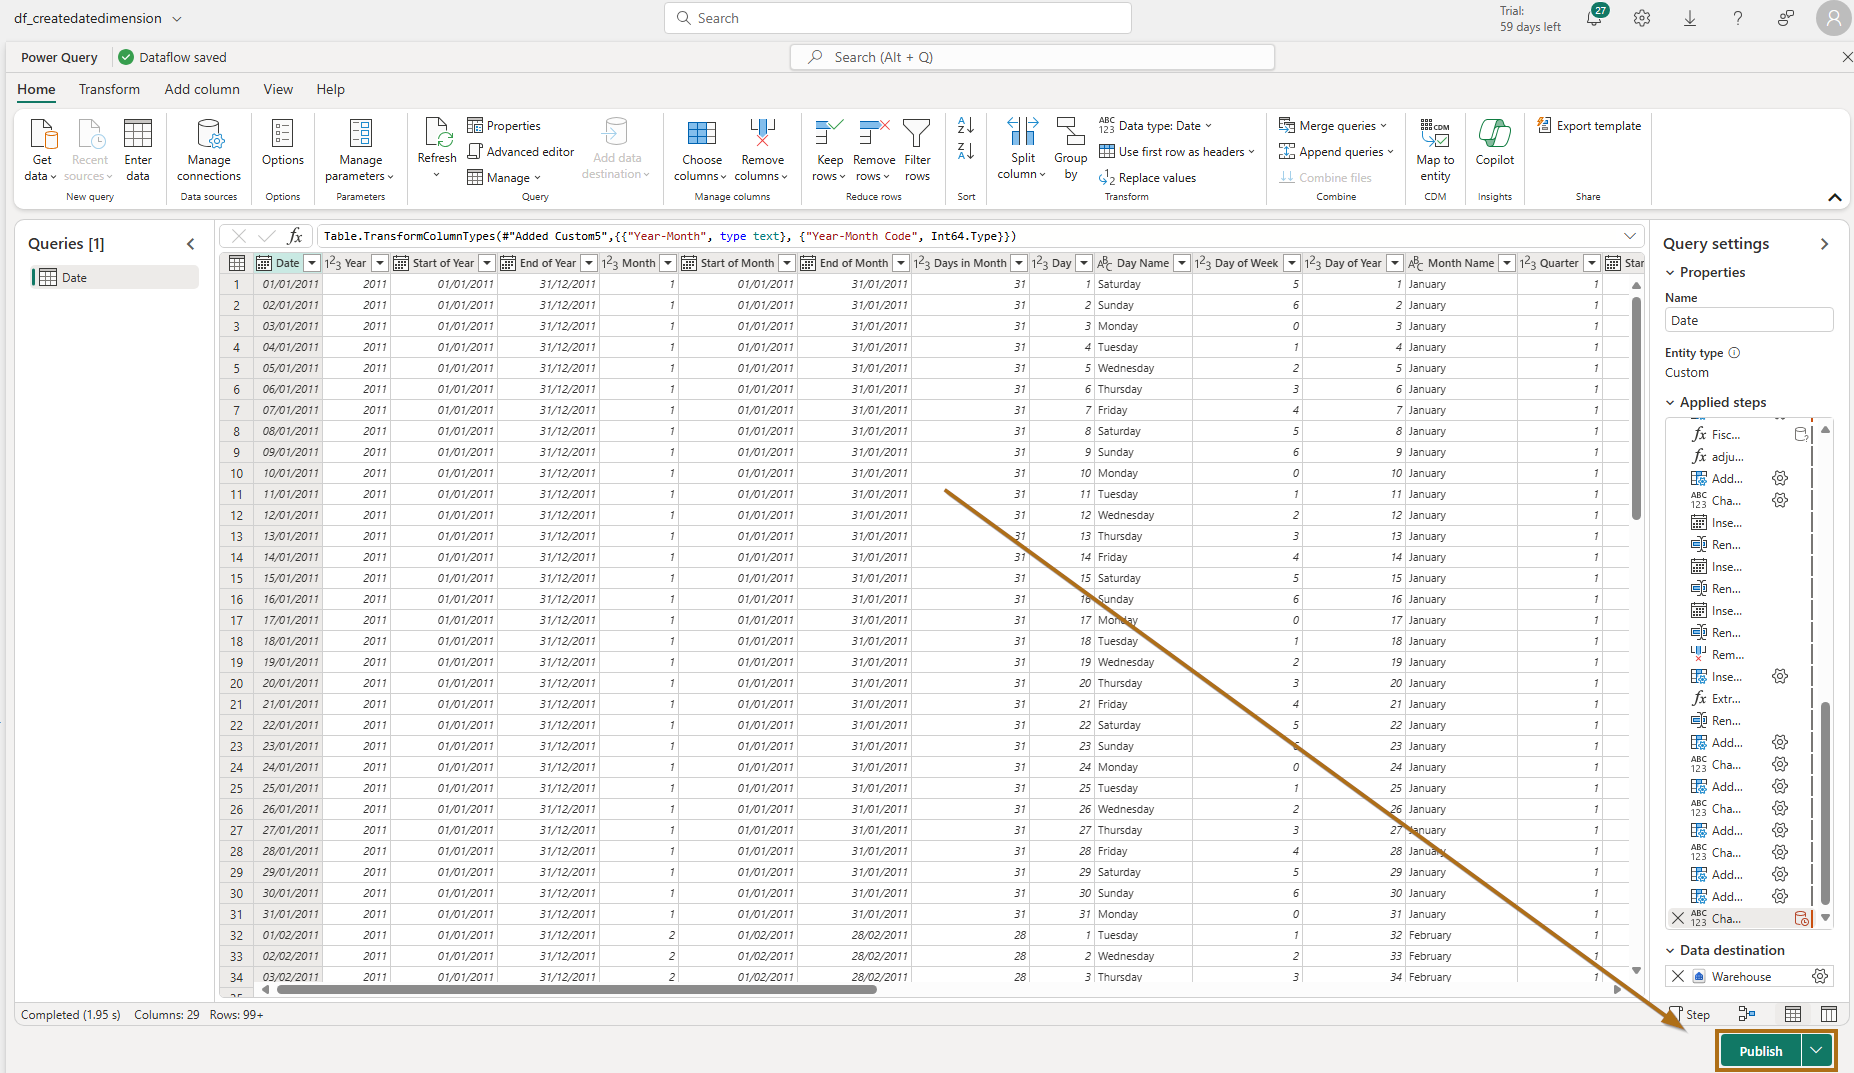 df_createdatedimension
Search
Trial:
59 days left
27
Power Query
Dataflow saved
Search (Alt + Q)
Home Transform Add column View Help
Get data
Recent sources
Enter data
New query
Manage connections
Data sources
Options
Options
Manage parameters
Parameters
Refresh
Properties
Advanced editor
Manage
Add data destination
Query
Choose columns
Remove columns
Manage columns
Keep rows
Remove rows
Filter rows
Reduce rows
Sort
Split column
Group by
Data type: Date
Use first row as headers
Replace values
Transform
Merge queries
Append queries
Combine files
Combine
Map to entity
CDM
Copilot
Insights
Export template
Share
Queries [1]
Date
Table.TransformColumnTypes(#"Added Custom5",{{"Year-Month", type text}, {"Year-Month Code", Int64.Type}})
Date Year Start of Year End of Year Month Start of Month End of Month Days in Month Day Day Name Day of Week Day of Year Month Name Quarter Star
1 01/01/2011 2011 01/01/2011 31/12/2011 1 01/01/2011 31/01/2011 31 1 Saturday 5 1 January 1
2 02/01/2011 2011 01/01/2011 31/12/2011 1 01/01/2011 31/01/2011 31 2 Sunday 6 2 January 1
3 03/01/2011 2011 01/01/2011 31/12/2011 1 01/01/2011 31/01/2011 31 3 Monday 0 3 January 1
4 04/01/2011 2011 01/01/2011 31/12/2011 1 01/01/2011 31/01/2011 31 4 Tuesday 1 4 January 1
5 05/01/2011 2011 01/01/2011 31/12/2011 1 01/01/2011 31/01/2011 31 5 Wednesday 2 5 January 1
6 06/01/2011 2011 01/01/2011 31/12/2011 1 01/01/2011 31/01/2011 31 6 Thursday 3 6 January 1
7 07/01/2011 2011 01/01/2011 31/12/2011 1 01/01/2011 31/01/2011 31 7 Friday 4 7 January 1
8 08/01/2011 2011 01/01/2011 31/12/2011 1 01/01/2011 31/01/2011 31 8 Saturday 5 8 January 1
9 09/01/2011 2011 01/01/2011 31/12/2011 1 01/01/2011 31/01/2011 31 9 Sunday 6 9 January 1
10 10/01/2011 2011 01/01/2011 31/12/2011 1 01/01/2011 31/01/2011 31 10 Monday 0 10 January 1
11 11/01/2011 2011 01/01/2011 31/12/2011 1 01/01/2011 31/01/2011 31 11 Tuesday 1 11 January 1
12 12/01/2011 2011 01/01/2011 31/12/2011 1 01/01/2011 31/01/2011 31 12 Wednesday 2 12 January 1
13 13/01/2011 2011 01/01/2011 31/12/2011 1 01/01/2011 31/01/2011 31 13 Thursday 3 13 January 1
14 14/01/2011 2011 01/01/2011 31/12/2011 1 01/01/2011 31/01/2011 31 14 Friday 4 14 January 1
15 15/01/2011 2011 01/01/2011 31/12/2011 1 01/01/2011 31/01/2011 31 15 Saturday 5 15 January 1
16 16/01/2011 2011 01/01/2011 31/12/2011 1 01/01/2011 31/01/2011 31 16 Sunday 6 16 January 1
17 17/01/2011 2011 01/01/2011 31/12/2011 1 01/01/2011 31/01/2011 31 17 Monday 0 17 January 1
18 18/01/2011 2011 01/01/2011 31/12/2011 1 01/01/2011 31/01/2011 31 18 Tuesday 1 18 January 1
19 19/01/2011 2011 01/01/2011 31/12/2011 1 01/01/2011 31/01/2011 31 19 Wednesday 2 19 January 1
20 20/01/2011 2011 01/01/2011 31/12/2011 1 01/01/2011 31/01/2011 31 20 Thursday 3 20 January 1
21 21/01/2011 2011 01/01/2011 31/12/2011 1 01/01/2011 31/01/2011 31 21 Friday 4 21 January 1
22 22/01/2011 2011 01/01/2011 31/12/2011 1 01/01/2011 31/01/2011 31 22 Saturday 5 22 January 1
23 23/01/2011 2011 01/01/2011 31/12/2011 1 01/01/2011 31/01/2011 31 23 Sunday 6 23 January 1
24 24/01/2011 2011 01/01/2011 31/12/2011 1 01/01/2011 31/01/2011 31 24 Monday 0 24 January 1
25 25/01/2011 2011 01/01/2011 31/12/2011 1 01/01/2011 31/01/2011 31 25 Tuesday 1 25 January 1
26 26/01/2011 2011 01/01/2011 31/12/2011 1 01/01/2011 31/01/2011 31 26 Wednesday 2 26 January 1
27 27/01/2011 2011 01/01/2011 31/12/2011 1 01/01/2011 31/01/2011 31 27 Thursday 3 27 January 1
28 28/01/2011 2011 01/01/2011 31/12/2011 1 01/01/2011 31/01/2011 31 28 Friday 4 28 January 1
29 29/01/2011 2011 01/01/2011 31/12/2011 1 01/01/2011 31/01/2011 31 29 Saturday 5 29 January 1
30 30/01/2011 2011 01/01/2011 31/12/2011 1 01/01/2011 31/01/2011 31 30 Sunday 6 30 January 1
31 31/01/2011 2011 01/01/2011 31/12/2011 1 01/01/2011 31/01/2011 31 31 Monday 0 31 January 1
32 01/02/2011 2011 01/01/2011 31/12/2011 2 01/02/2011 28/02/2011 28 1 Tuesday 1 32 February 1
33 02/02/2011 2011 01/01/2011 31/12/2011 2 01/02/2011 28/02/2011 28 2 Wednesday 2 33 February 1
34 03/02/2011 2011 01/01/2011 31/12/2011 2 01/02/2011 28/02/2011 28 3 Thursday 3 34 February 1
Query settings
Properties
Name
Date
Entity type
Custom
Applied steps
Fisc...
adju...
Add...
Cha...
Inse...
Ren...
Inse...
Ren...
Inse...
Ren...
Rem...
Inse...
Extr...
Ren...
Add...
Cha...
Add...
Cha...
Add...
Cha...
Add...
Add...
Cha...
Data destination
Warehouse
Completed (1.95 s) Columns: 29 Rows: 99+
Step
Publish